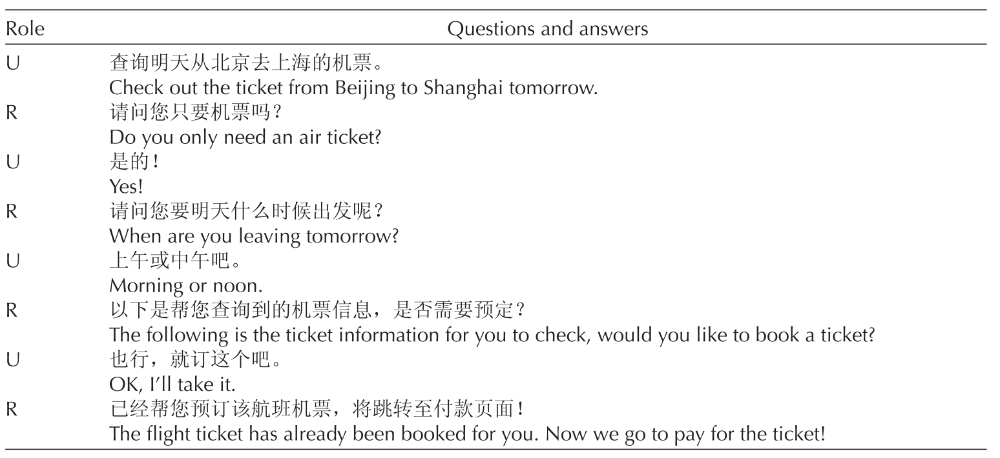 Role Questions and answers
U 查询明天从北京去上海的机票。
Check out the ticket from Beijing to Shanghai tomorrow.
R 请问您只要机票吗？
Do you only need an air ticket?
U 是的！
Yes!
R 请问您要明天什么时候出发呢？
When are you leaving tomorrow?
U 上午或中午吧。
Morning or noon.
R 以下是帮您查询到的机票信息，是否需要预定？
The following is the ticket information for you to check, would you like to book a ticket?
U 也行，就订这个吧。
OK, I’ll take it.
R 已经帮您预订该航班机票，将跳转至付款页面！
The flight ticket has already been booked for you. Now we go to pay for the ticket!